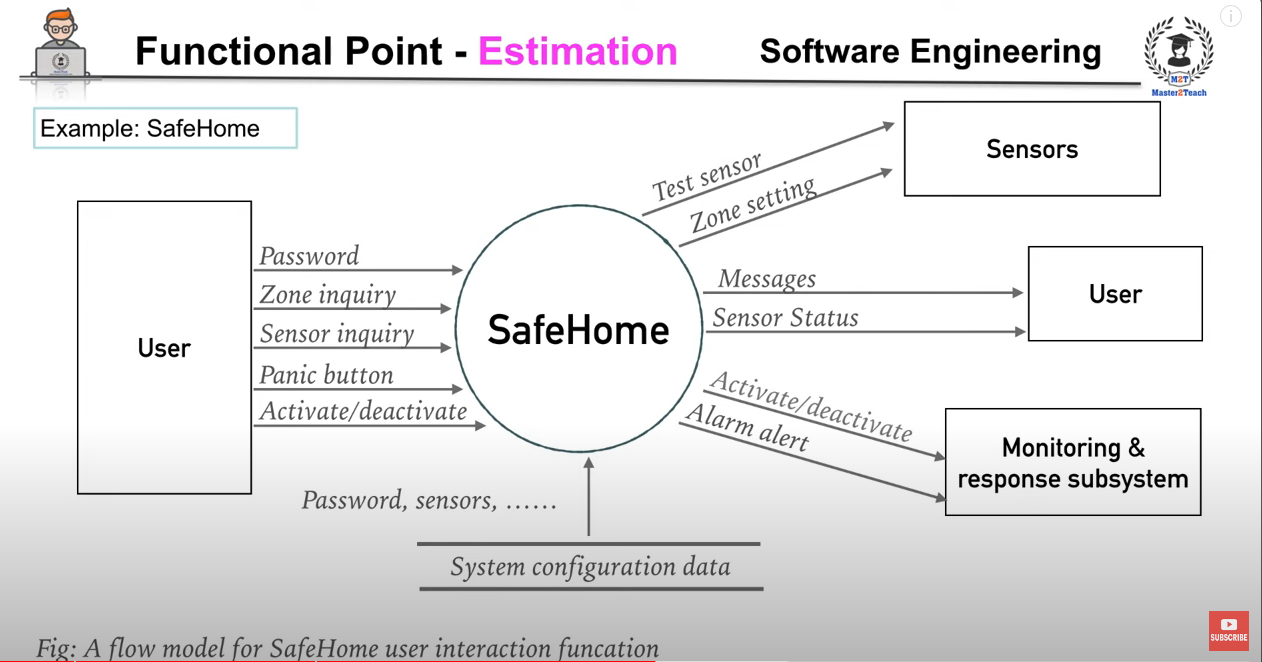 Functional Point - Estimation
Software Engineering
M2T
Master2Teach
Example: SafeHome
Test sensor
Zone setting
Sensors
User
Password
Zone inquiry
Sensor inquiry
Panic button
Activate/deactivate
SafeHome
Messages
Sensor Status
User
Activate/deactivate
Alarm alert
Monitoring &
response subsystem
Password, sensors, ......
System configuration data
Fig: A flow model for SafeHome user interaction funcation
SUBSCRIBE